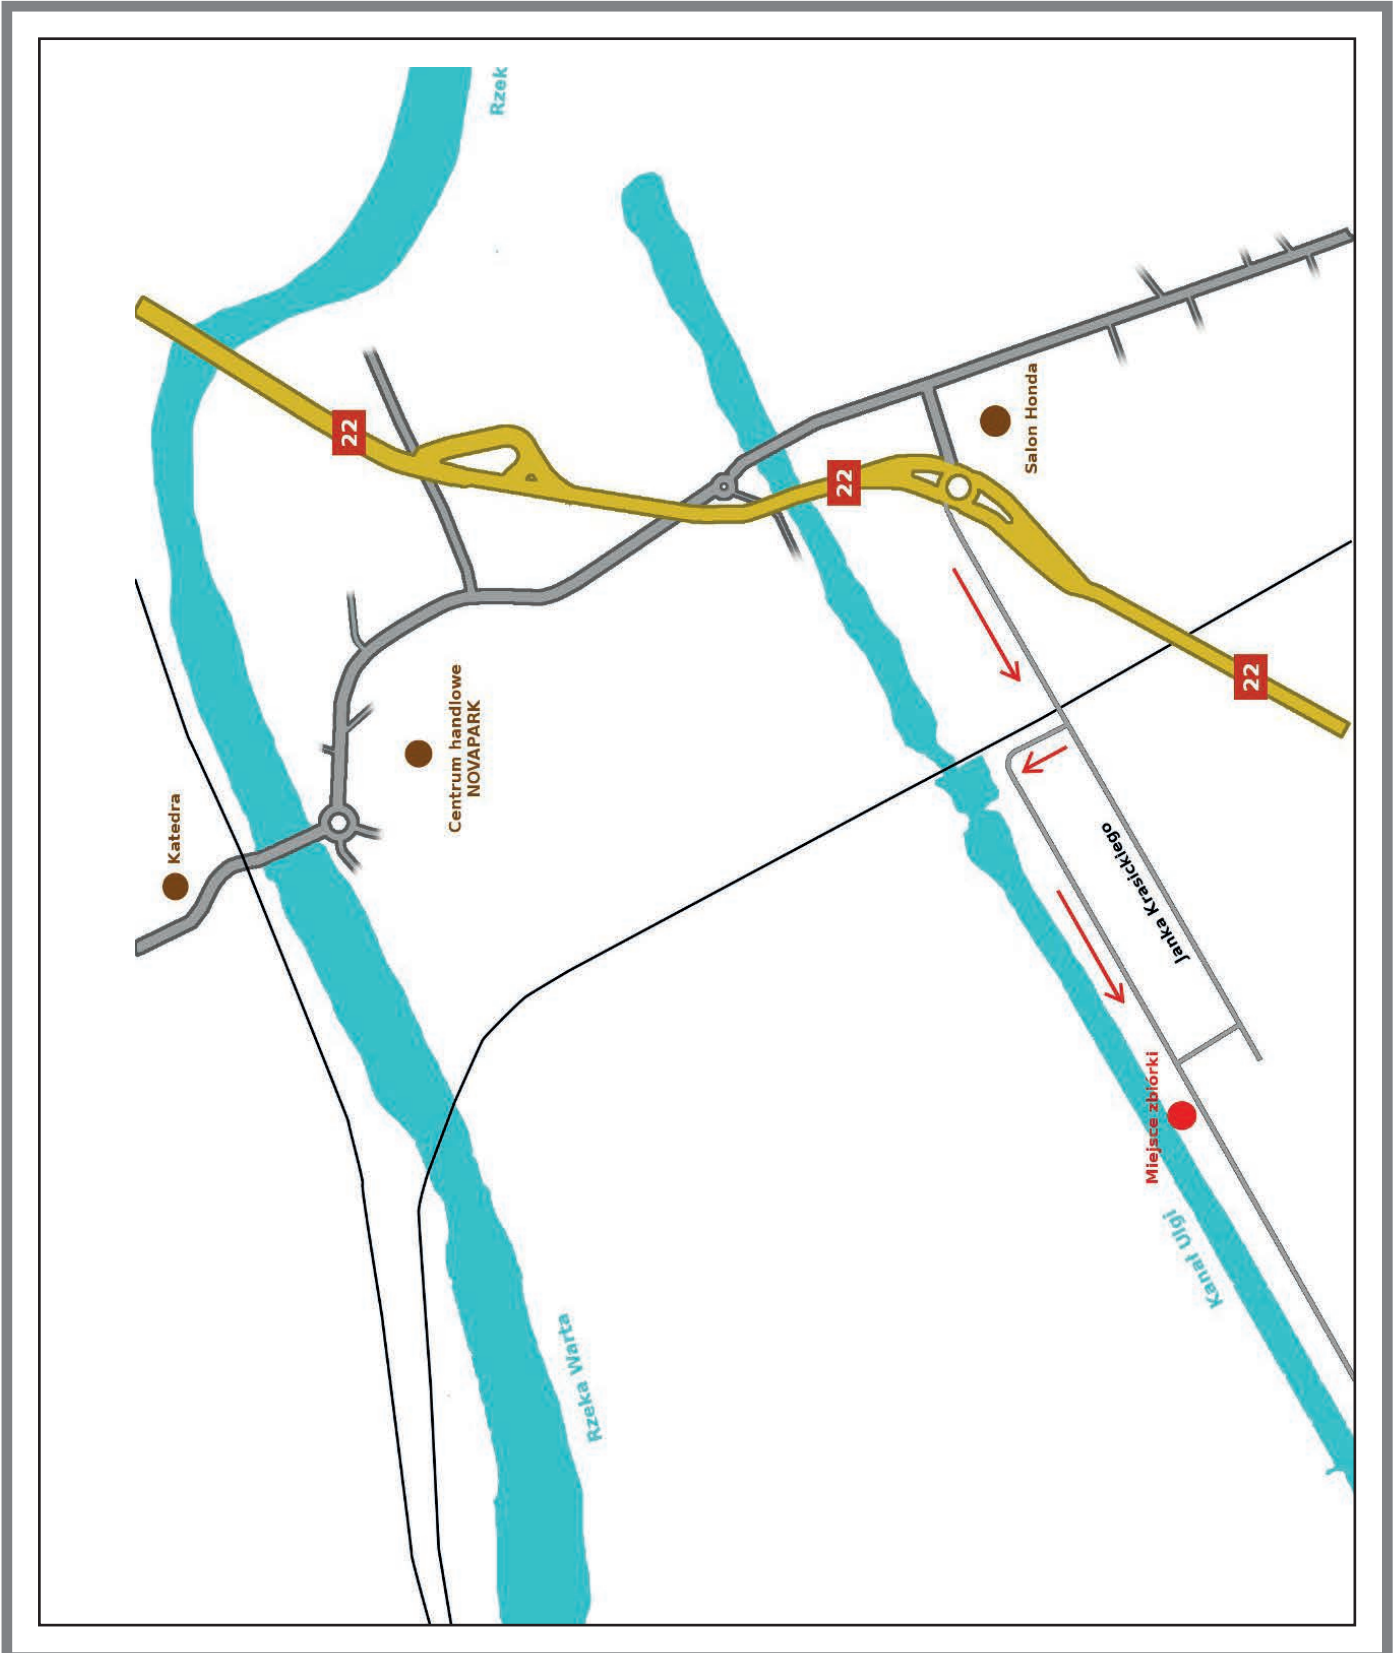 Rzek
22
22
Salon Honda
22
Centrum handlowe
NOVAPARK
Katedra
Janka Krasickiego
Miejsce zbiórki
Kanał Ulgi
Rzeka Warta